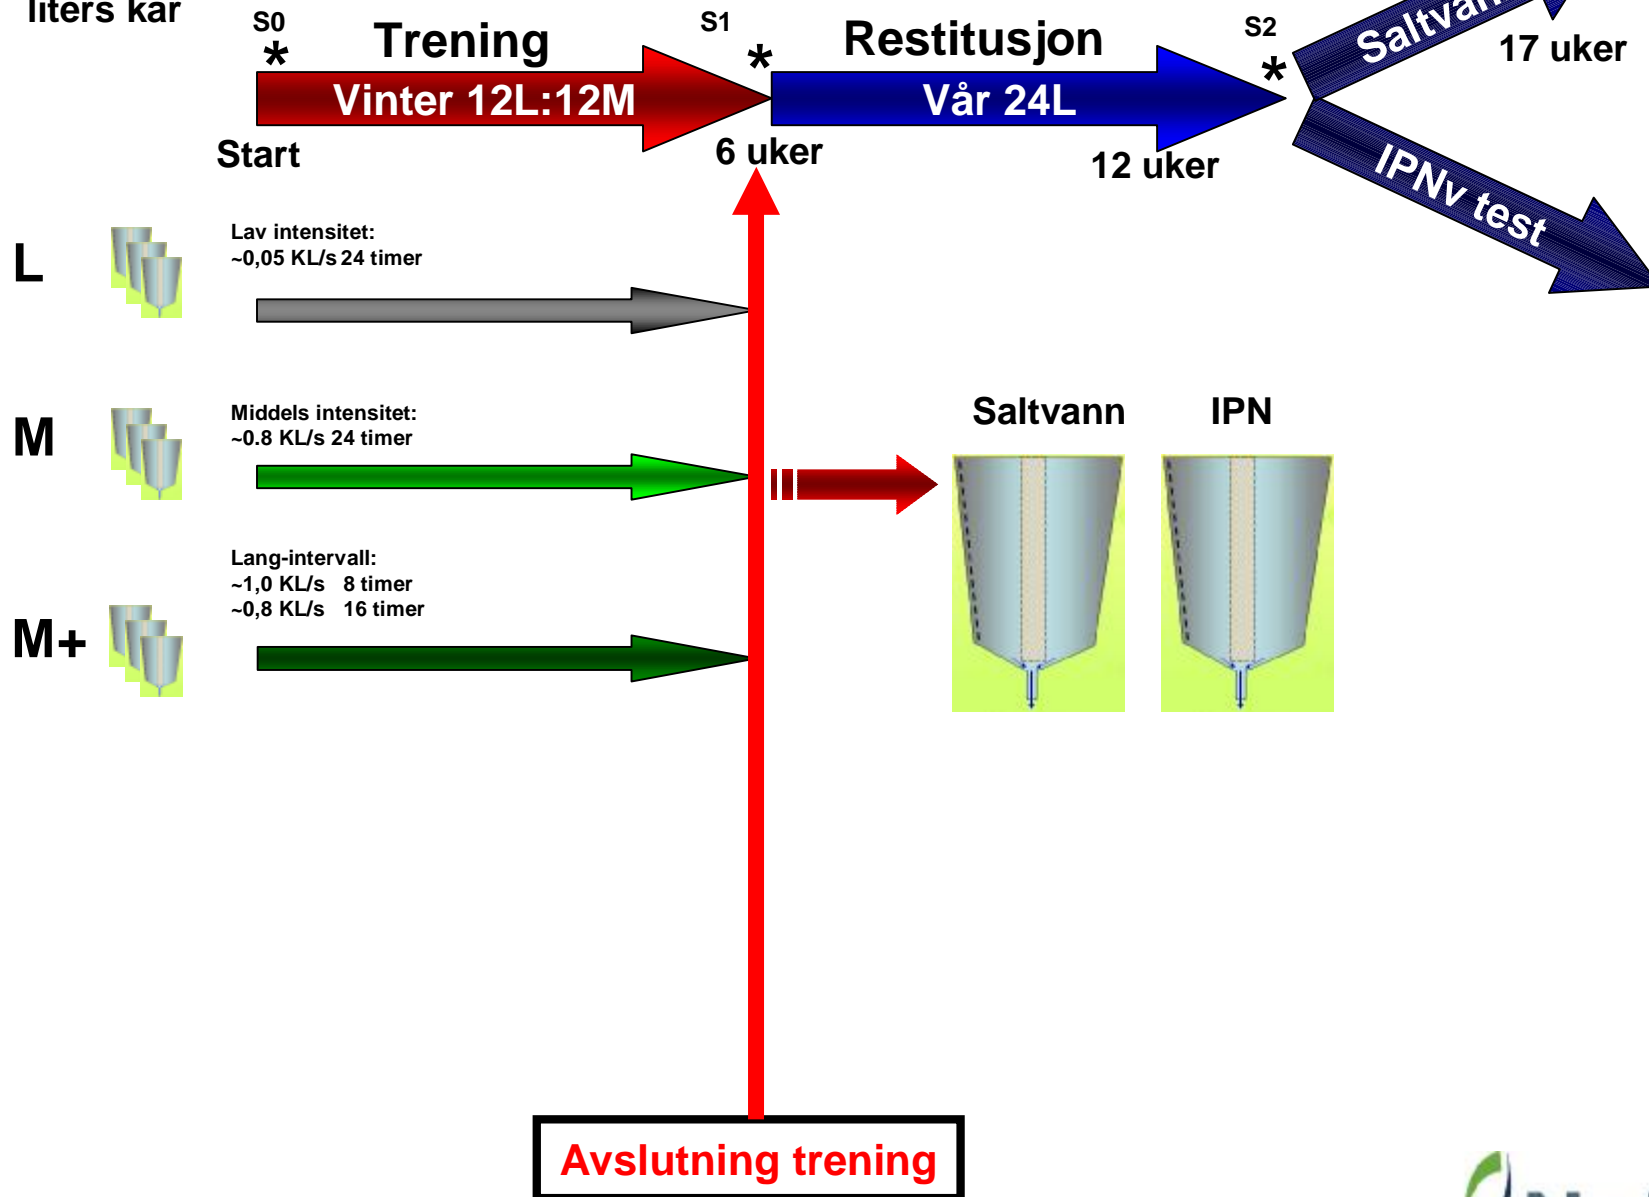 liters kar
S0
*
Trening
S1
*
Restitusjon
S2
*
Saltvann
17 uker
Vinter 12L:12M
Vår 24L
Start
6 uker
12 uker
IPNv test
L
Lav intensitet:
~0,05 KL/s 24 timer
M
Middels intensitet:
~0.8 KL/s 24 timer
Saltvann
IPN
M+
Lang-intervall:
~1,0 KL/s 8 timer
~0,8 KL/s 16 timer
Avslutning trening